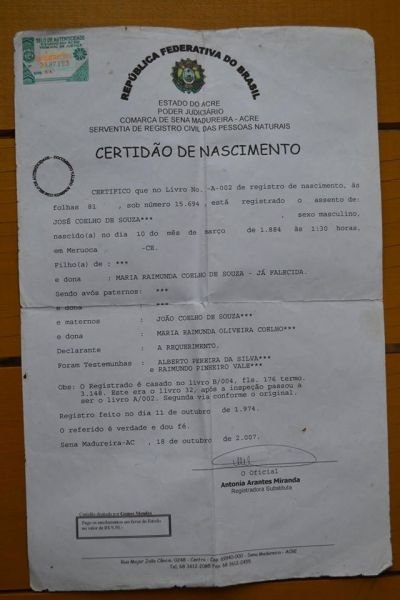 SELO DE AUTENTICIDADE
REPÚBLICA FEDERATIVA DO BRASIL
ESTADO DO ACRE
PODER JUDICIÁRIO
COMARCA DE SENA MADUREIRA - ACRE
SERVENTIA DE REGISTRO CIVIL DAS PESSOAS NATURAIS
CERTIDÃO DE NASCIMENTO
CERTIFICO que no Livro No.-A-002 de registro de nascimento, às
folhas 81 , sob número 15.694 , está registrado o assento de:
JOSÉ COELHO DE SOUZA*** , sexo masculino,
nascido(a) no dia 10 do mês de março de 1.884 às 1:30 horas,
em Meruoca -CE.
Filho(a) de : ***
e dona : MARIA RAIMUNDA COELHO DE SOUZA - JÁ FALECIDA.
Sendo avós paternos: ***
e dona : ***
e maternos : JOÃO COELHO DE SOUZA***
e dona : MARIA RAIMUNDA OLIVEIRA COELHO***
Declarante : A REQUERIMENTO.
Foram Testemunhas : ALBERTO PEREIRA DA SILVA***
e RAIMUNDO PINHEIRO VALE***
Obs: O Registrado é casado no livro B/004, fls. 176 termo
3.148. Este era o livro 32, após a inspeção passou a
ser o livro A/002. Segunda via conforme o original.
Registro feito no dia 11 de outubro de 1.974.
O referido é verdade e dou fé.
Sena Madureira-AC , 18 de outubro de 2.007.
O Oficial
Antonia Arantes Miranda
Registradora Substituta